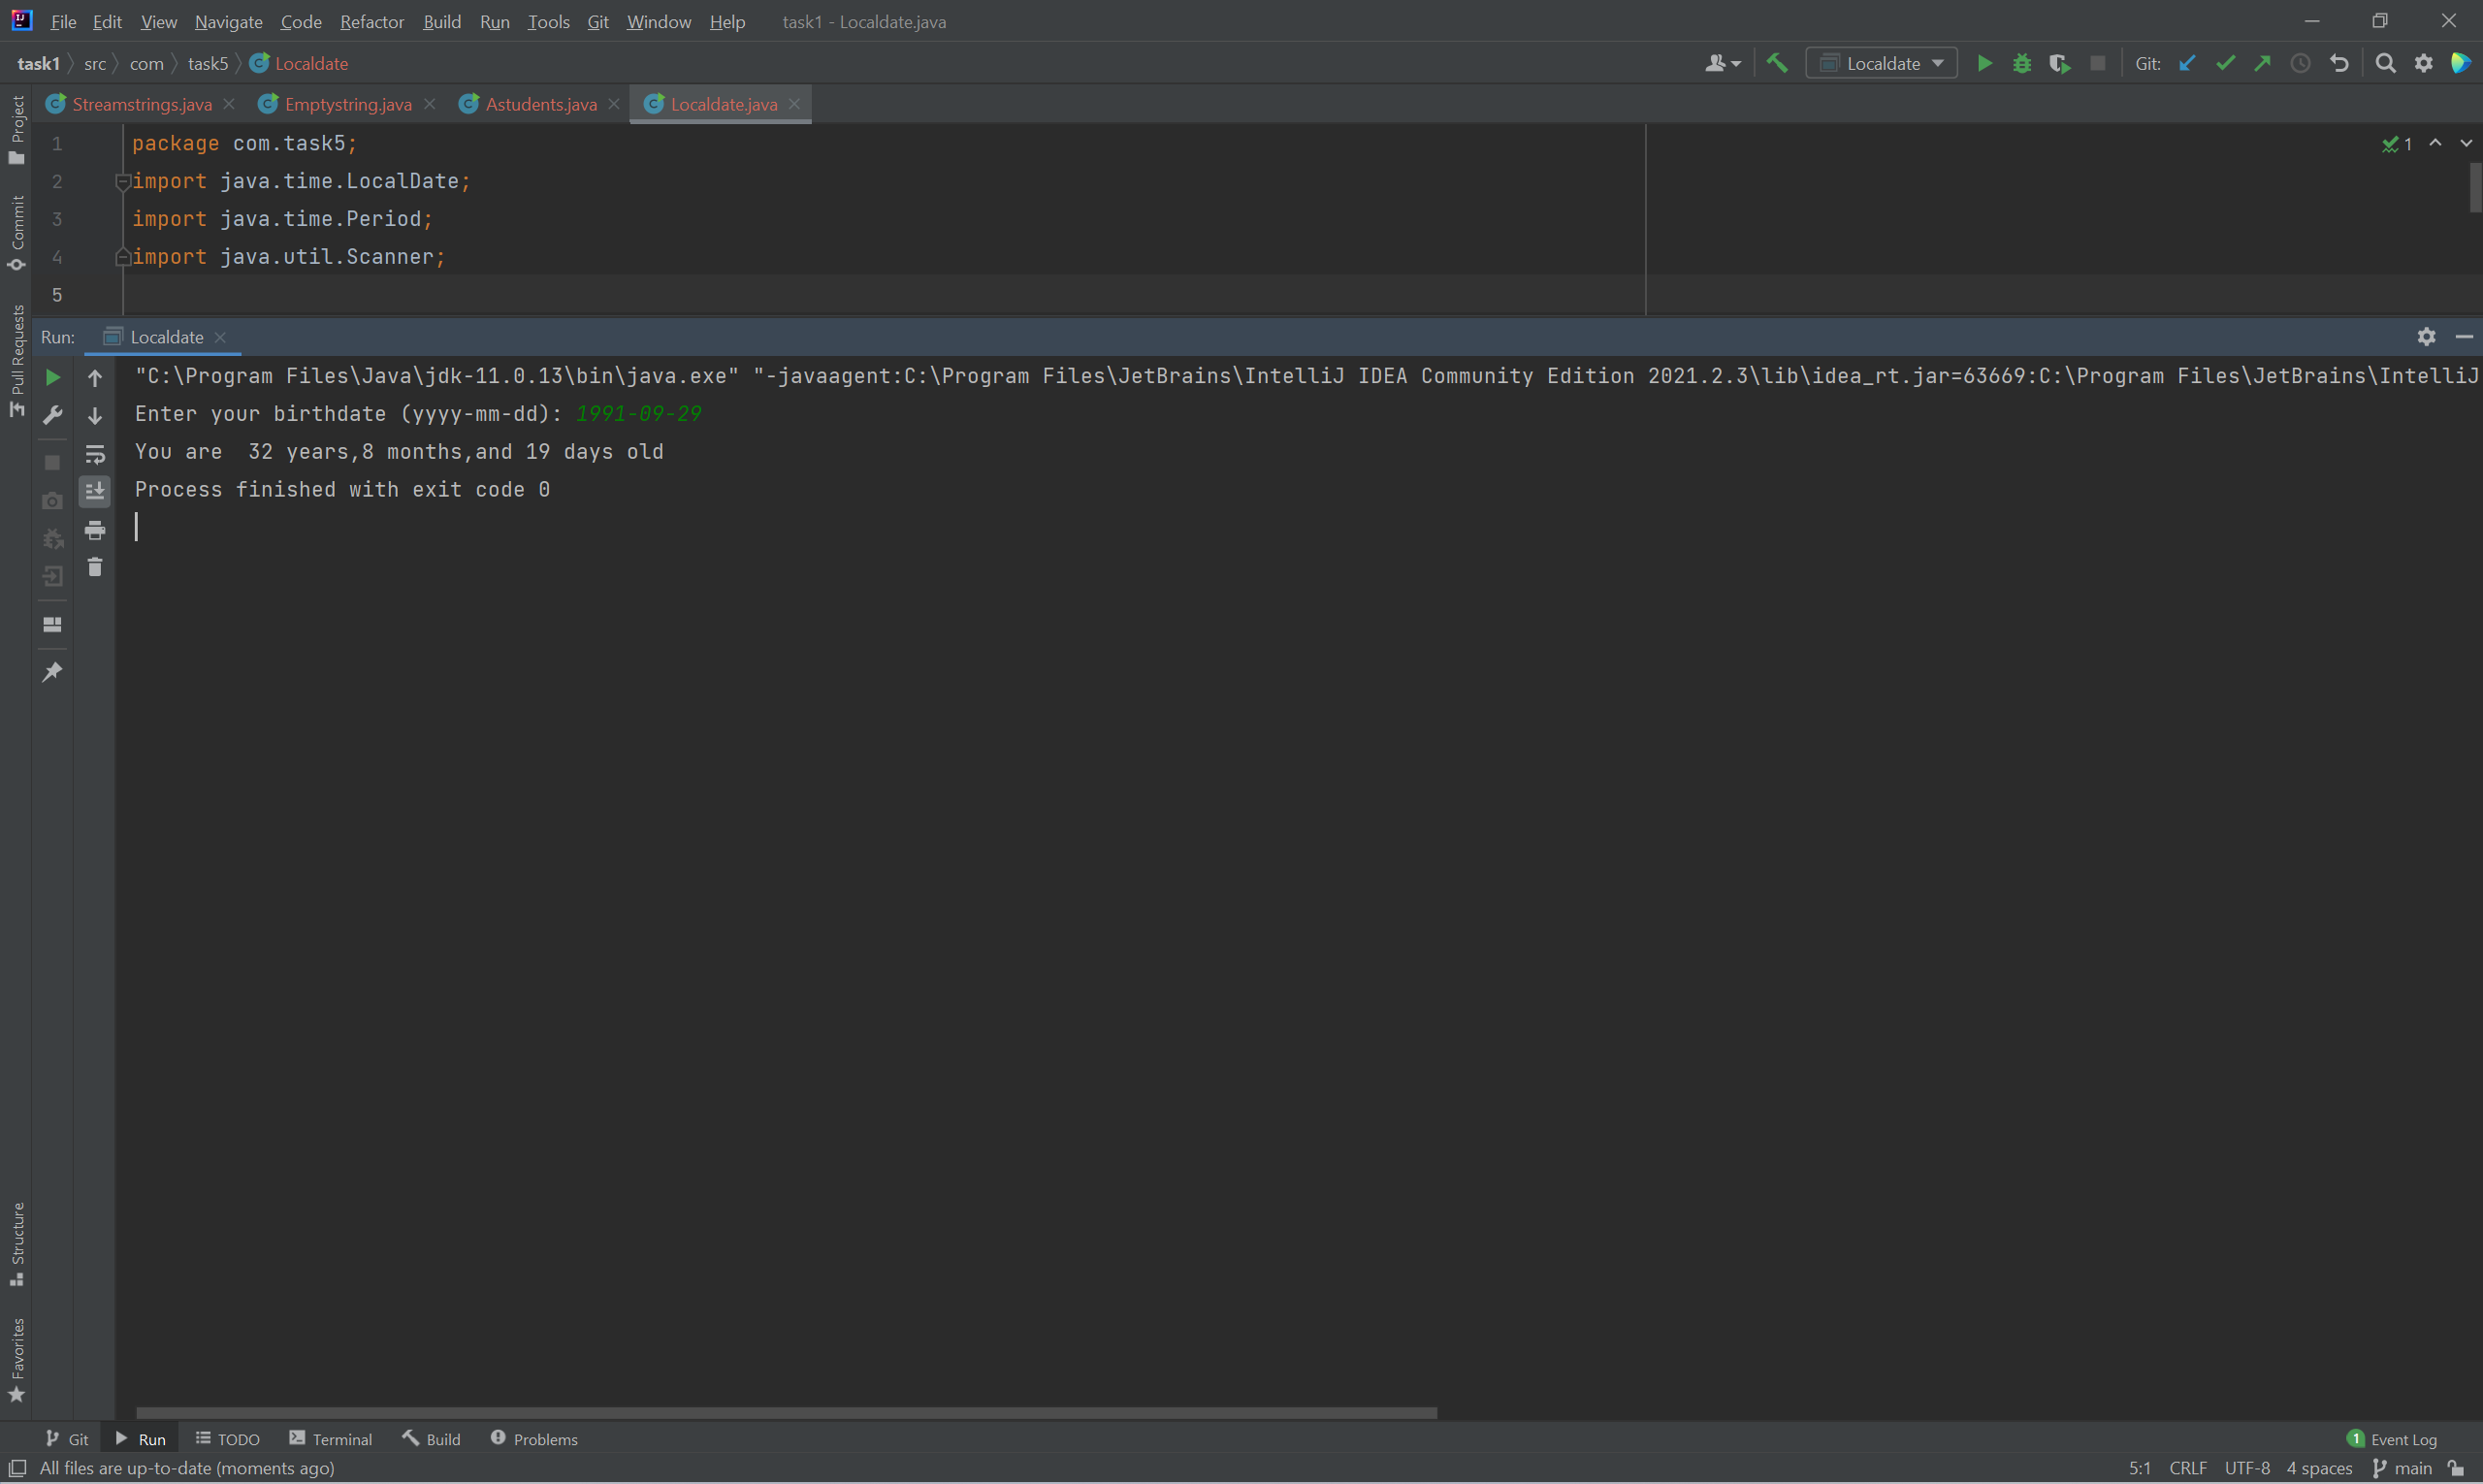 File Edit View Navigate Code Refactor Build Run Tools Git Window Help task1 - Localdate.java
task1 src com task5 Localdate Localdate Git:
Streamstrings.java Emptystring.java Astudents.java Localdate.java
1 package com.task5; 1
2 import java.time.LocalDate;
3 import java.time.Period;
4 import java.util.Scanner;
5
Project
Commit
Pull Requests
Run: Localdate
"C:\Program Files\Java\jdk-11.0.13\bin\java.exe" "-javaagent:C:\Program Files\JetBrains\IntelliJ IDEA Community Edition 2021.2.3\lib\idea_rt.jar=63669:C:\Program Files\JetBrains\IntelliJ
Enter your birthdate (yyyy-mm-dd): 1991-09-29
You are  32 years,8 months,and 19 days old
Process finished with exit code 0
Structure
Favorites
Git Run TODO Terminal Build Problems 1 Event Log
All files are up-to-date (moments ago) 5:1 CRLF UTF-8 4 spaces main